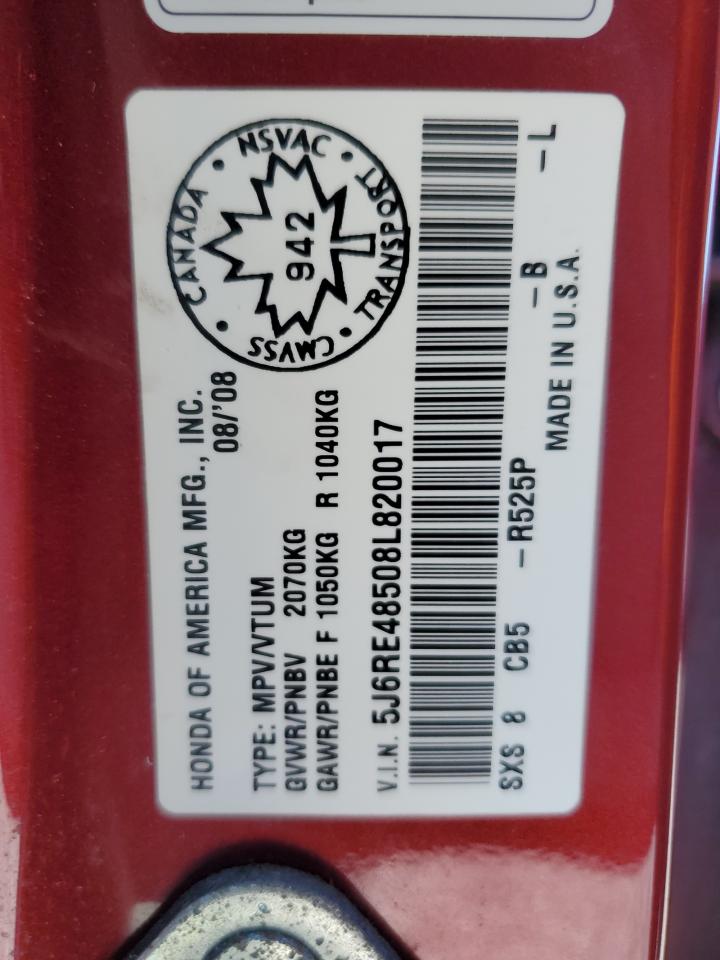 HONDA OF AMERICA MFG., INC.
08/'08
TYPE: MPV/VTUM
GVWR/PNBV 2070KG
GAWR/PNBE F 1050KG R 1040KG
CANADA • NSVAC • TRANSPORT • CMVSS •
942
V.I.N. 5J6RE48508L820017
SXS 8 CB5 -R525P -B -L
MADE IN U.S.A.